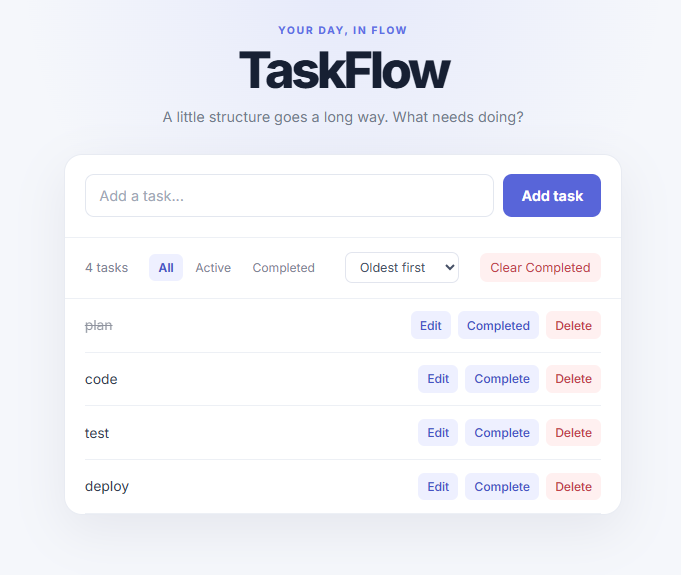 YOUR DAY, IN FLOW
TaskFlow
A little structure goes a long way. What needs doing?
Add a task... Add task
4 tasks All Active Completed Oldest first Clear Completed
plan Edit Completed Delete
code Edit Complete Delete
test Edit Complete Delete
deploy Edit Complete Delete